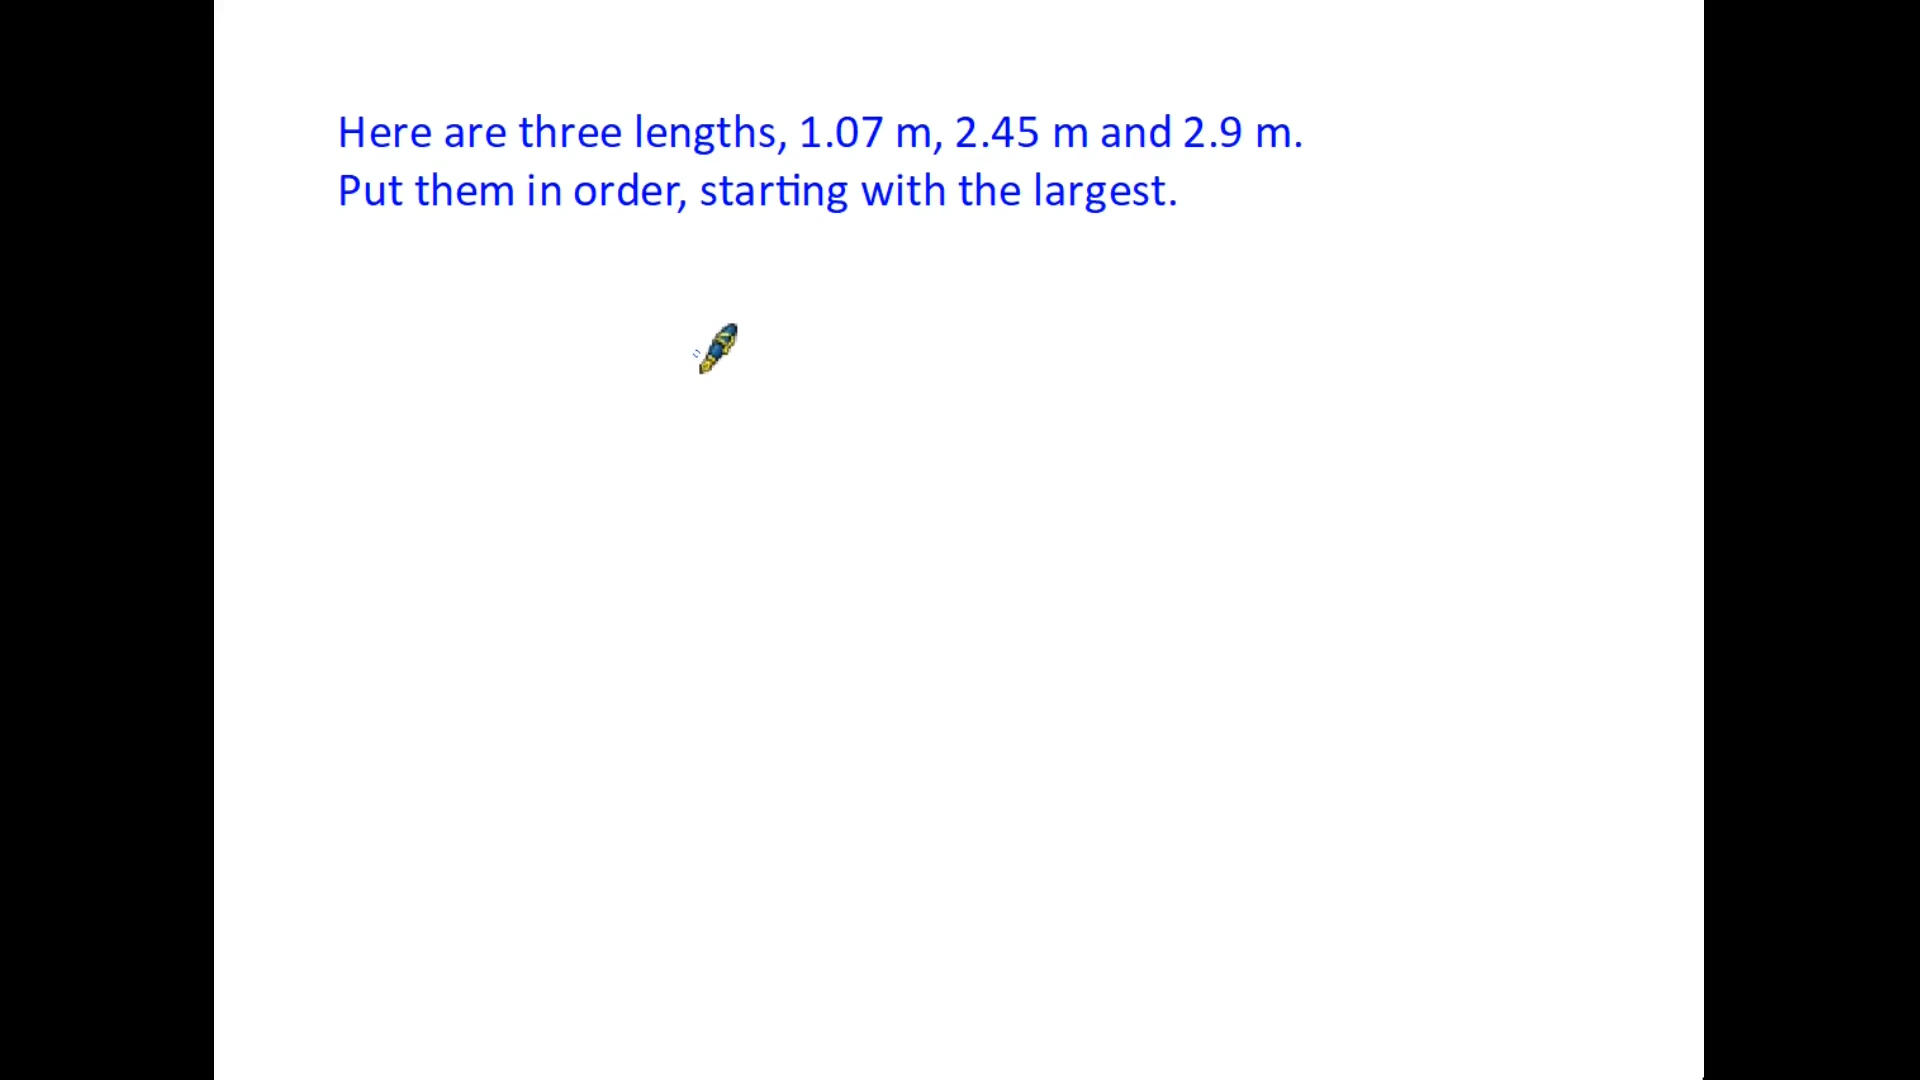 Here are three lengths, 1.07 m, 2.45 m and 2.9 m.
Put them in order, starting with the largest.